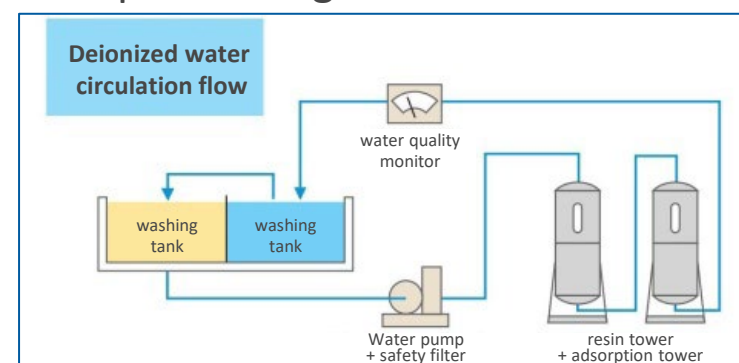 Deionized water
circulation flow
water quality
monitor
washing
tank
washing
tank
Water pump
+ safety filter
resin tower
+ adsorption tower